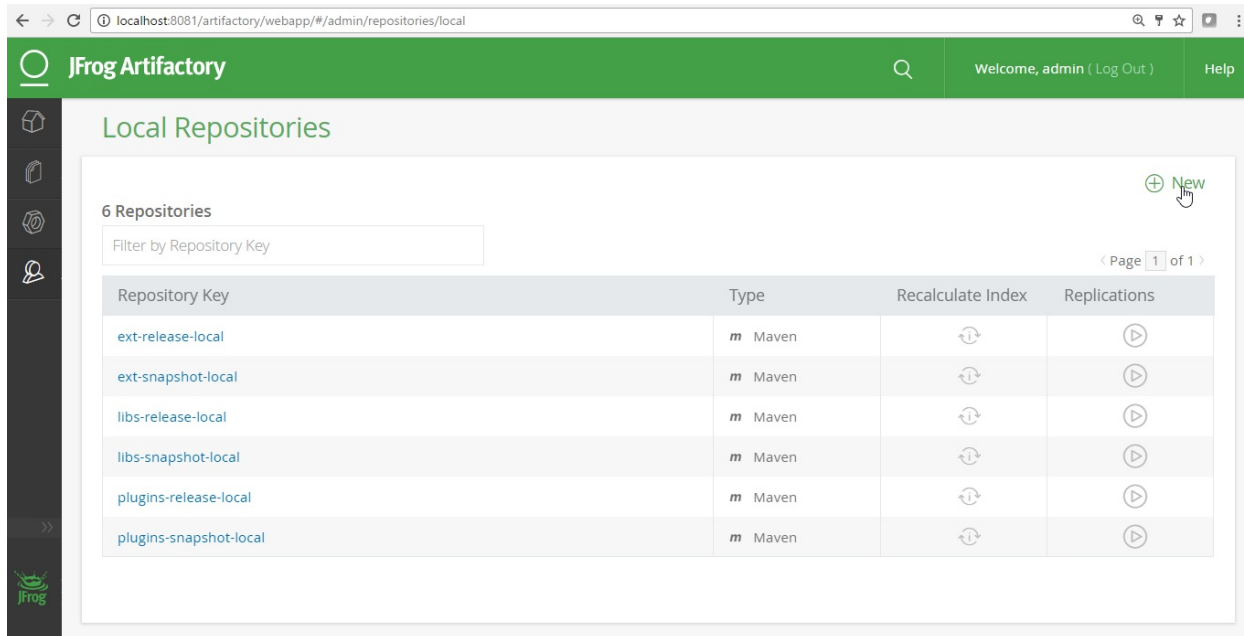 localhost:8081/artifactory/webapp/#/admin/repositories/local
JFrog Artifactory
Welcome, admin ( Log Out )
Help
Local Repositories
New
6 Repositories
Filter by Repository Key
Page 1 of 1
Repository Key Type Recalculate Index Replications
ext-release-local m Maven
ext-snapshot-local m Maven
libs-release-local m Maven
libs-snapshot-local m Maven
plugins-release-local m Maven
plugins-snapshot-local m Maven
JFrog